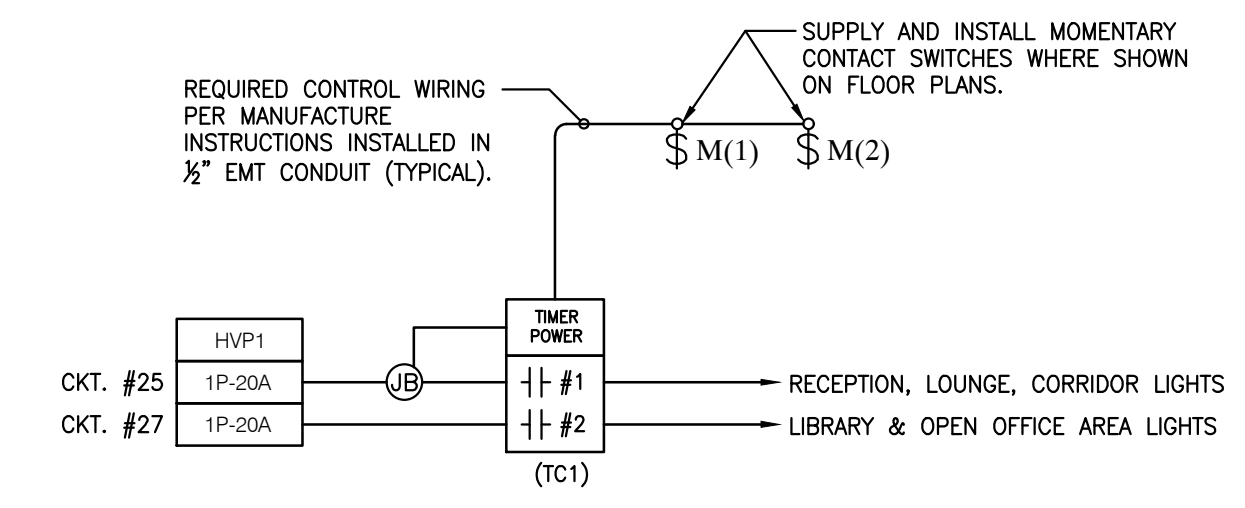 SUPPLY AND INSTALL MOMENTARY
CONTACT SWITCHES WHERE SHOWN
ON FLOOR PLANS.
REQUIRED CONTROL WIRING
PER MANUFACTURE
INSTRUCTIONS INSTALLED IN
½" EMT CONDUIT (TYPICAL).
$ M(1) $ M(2)
TIMER
POWER
HVP1
CKT. #25 1P-20A JB #1 RECEPTION, LOUNGE, CORRIDOR LIGHTS
CKT. #27 1P-20A #2 LIBRARY & OPEN OFFICE AREA LIGHTS
(TC1)